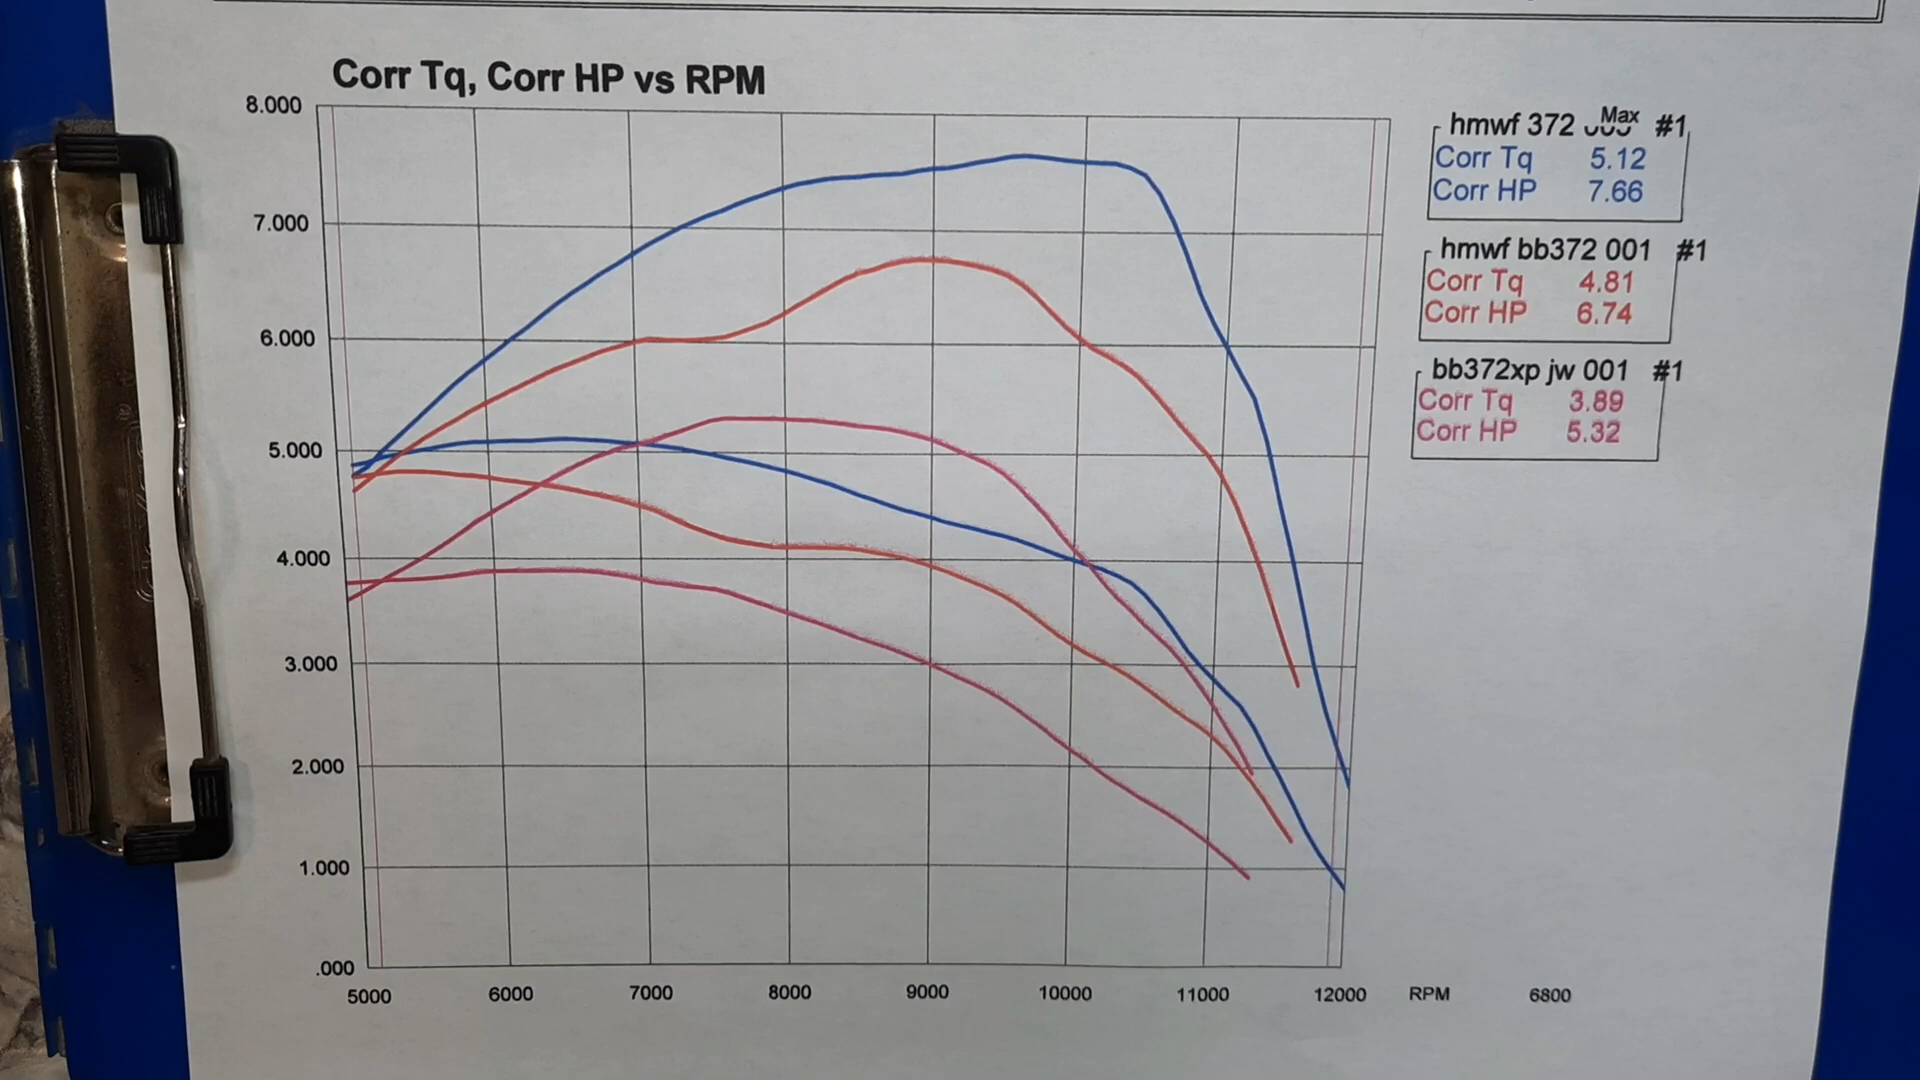 Corr Tq, Corr HP vs RPM
8.000
7.000
6.000
5.000
4.000
3.000
2.000
1.000
.000
5000 6000 7000 8000 9000 10000 11000 12000 RPM 6800
Max
hmwf 372 #1
Corr Tq 5.12
Corr HP 7.66
hmwf bb372 001 #1
Corr Tq 4.81
Corr HP 6.74
bb372xp jw 001 #1
Corr Tq 3.89
Corr HP 5.32